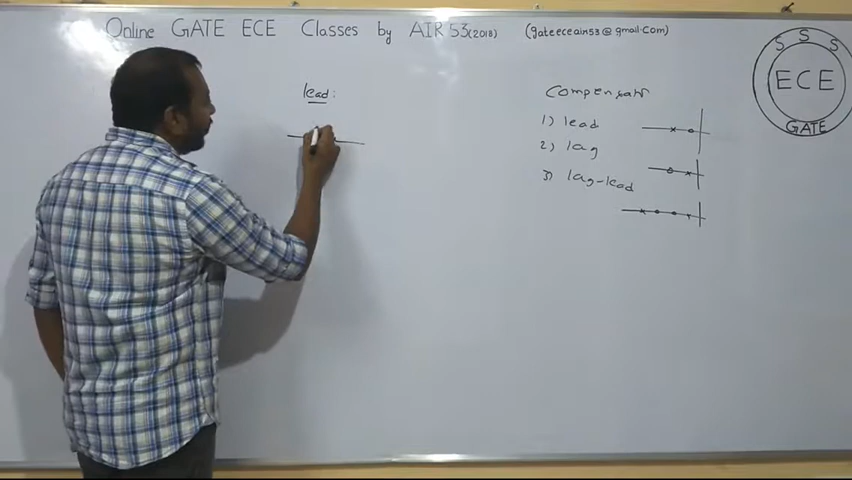 Online GATE ECE Classes by AIR 53(2018) (gateeceair53@gmail.com)
lead:
Compensators
1) lead
2) lag
3) lag-lead
S S S
ECE
GATE